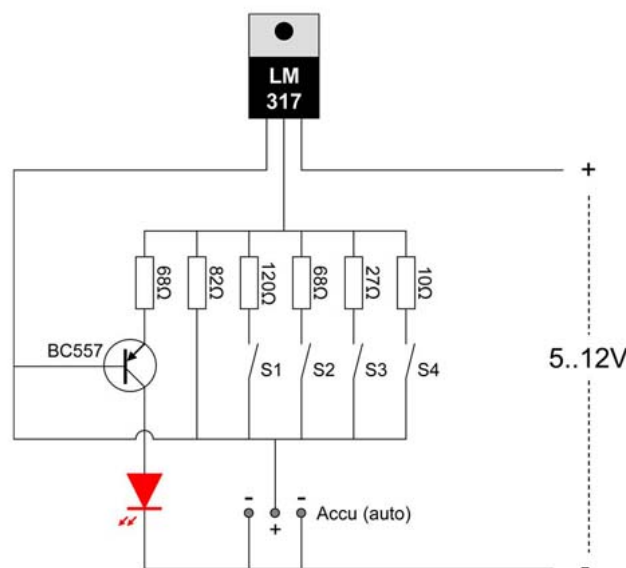 LM
317
+
68Ω
82Ω
120Ω
68Ω
27Ω
10Ω
BC557
S1
S2
S3
S4
5..12V
-
-
+
Accu (auto)
-